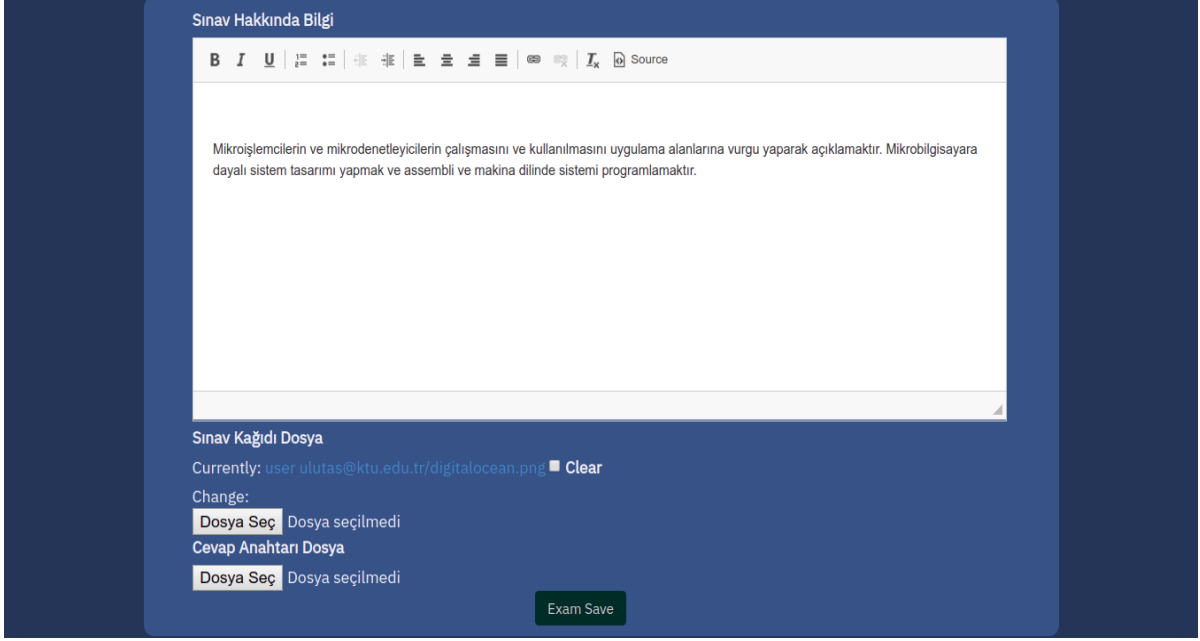 Sınav Hakkında Bilgi
B I U Source
Mikroişlemcilerin ve mikrodenetleyicilerin çalışmasını ve kullanılmasını uygulama alanlarına vurgu yaparak açıklamaktır. Mikrobilgisayara
dayalı sistem tasarımı yapmak ve assembli ve makina dilinde sistemi programlamaktır.
Sınav Kağıdı Dosya
Currently: user ulutas@ktu.edu.tr/digitalocean.png Clear
Change:
Dosya Seç Dosya seçilmedi
Cevap Anahtarı Dosya
Dosya Seç Dosya seçilmedi
Exam Save